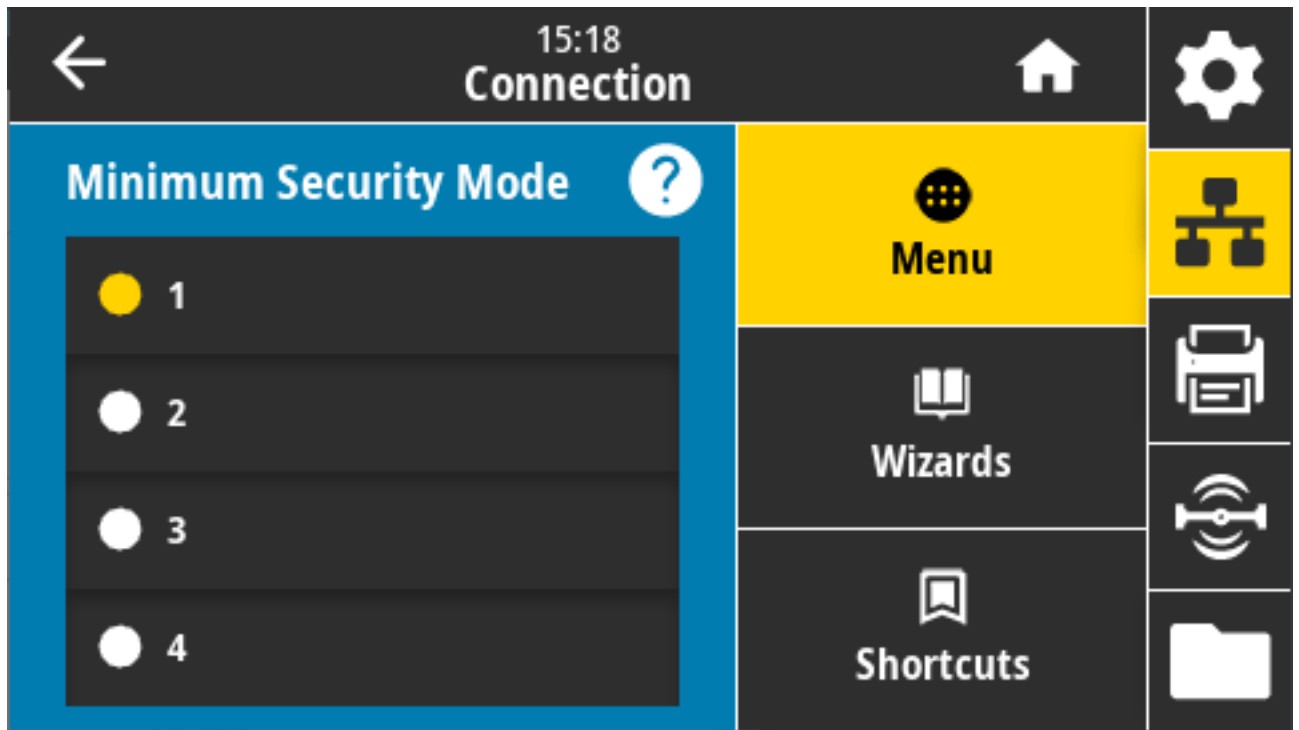 15:18
Connection
Minimum Security Mode
?
1
2
3
4
Menu
Wizards
Shortcuts